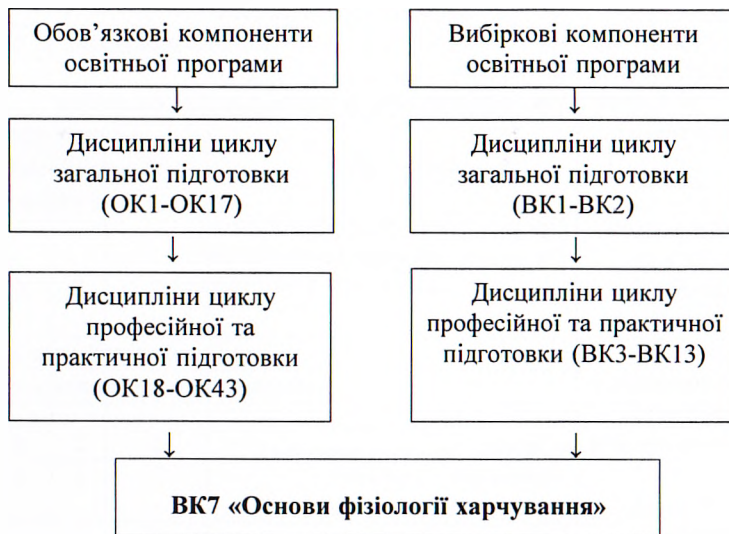 Обов’язкові компоненти
освітньої програми
Вибіркові компоненти
освітньої програми
Дисципліни циклу
загальної підготовки
(ОК1-ОК17)
Дисципліни циклу
загальної підготовки
(ВК1-ВК2)
Дисципліни циклу
професійної та
практичної підготовки
(ОК18-ОК43)
Дисципліни циклу
професійної та практичної
підготовки (ВК3-ВК13)
ВК7 «Основи фізіології харчування»